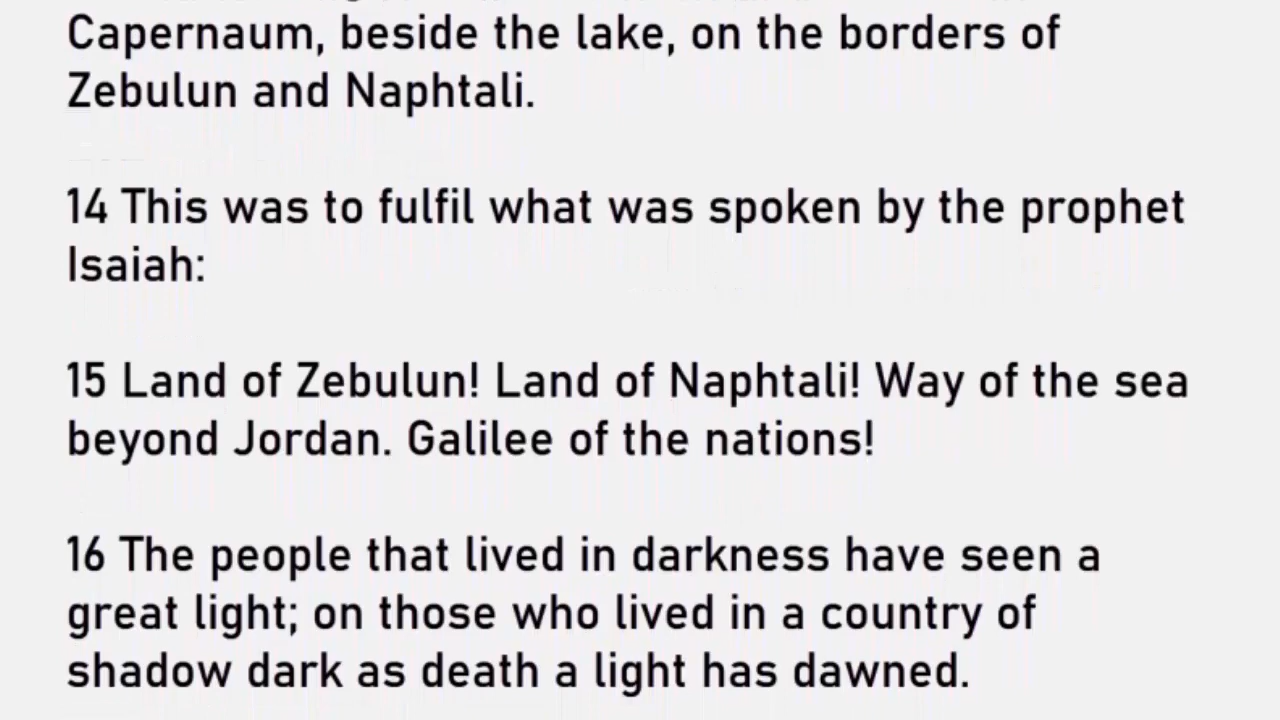 Capernaum, beside the lake, on the borders of
Zebulun and Naphtali.
14 This was to fulfil what was spoken by the prophet
Isaiah:
15 Land of Zebulun! Land of Naphtali! Way of the sea
beyond Jordan. Galilee of the nations!
16 The people that lived in darkness have seen a
great light; on those who lived in a country of
shadow dark as death a light has dawned.